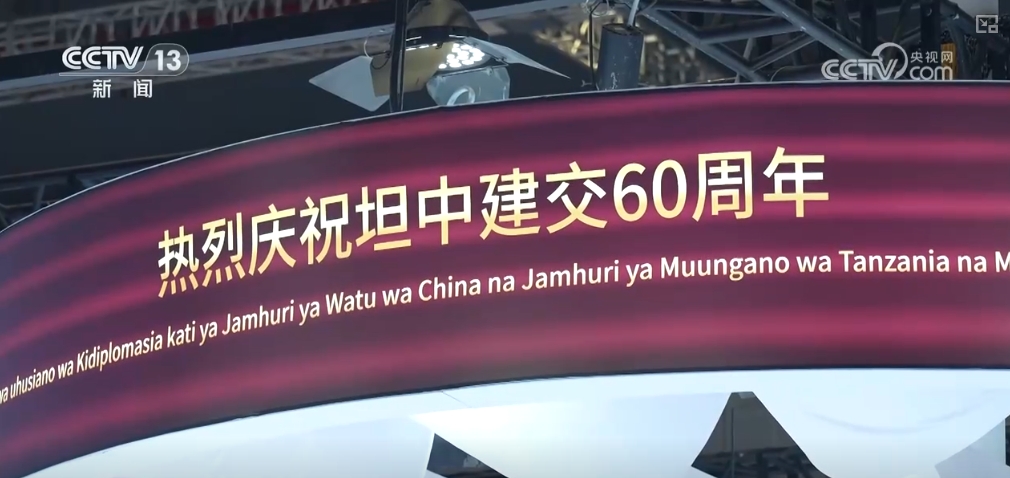 CCTV 13
新闻
央视网
CCTV com
热烈庆祝坦中建交60周年
uhusiano wa Kidiplomasia kati ya Jamhuri ya Watu wa China na Jamhuri ya Muungano wa Tanzania na M